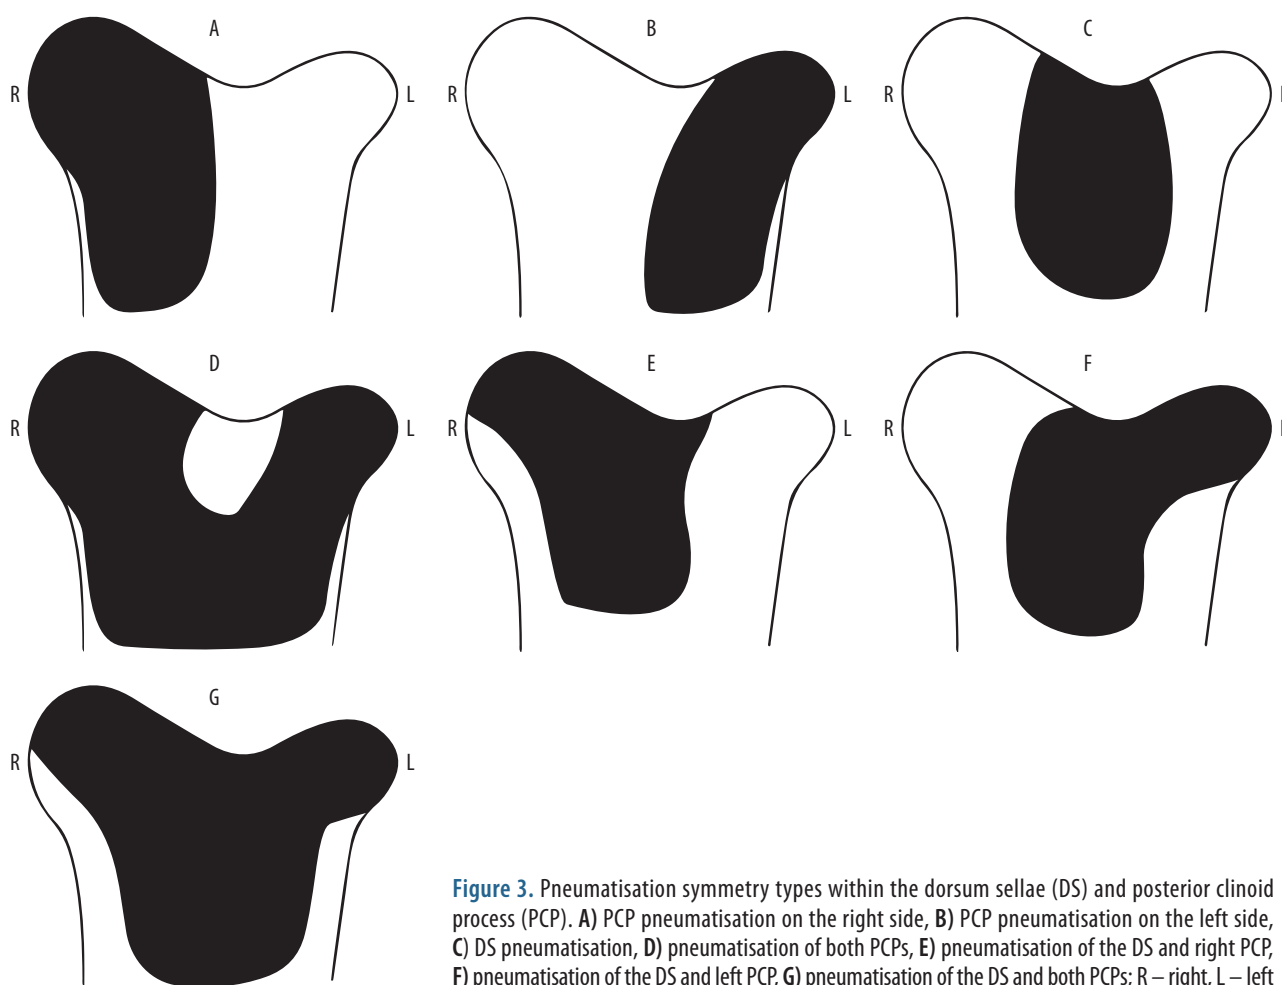 A B C
R L R L R
D E F
R L R L R
G
R L
Figure 3. Pneumatisation symmetry types within the dorsum sellae (DS) and posterior clinoid
process (PCP). A) PCP pneumatisation on the right side, B) PCP pneumatisation on the left side,
C) DS pneumatisation, D) pneumatisation of both PCPs, E) pneumatisation of the DS and right PCP,
F) pneumatisation of the DS and left PCP, G) pneumatisation of the DS and both PCPs; R – right, L – left